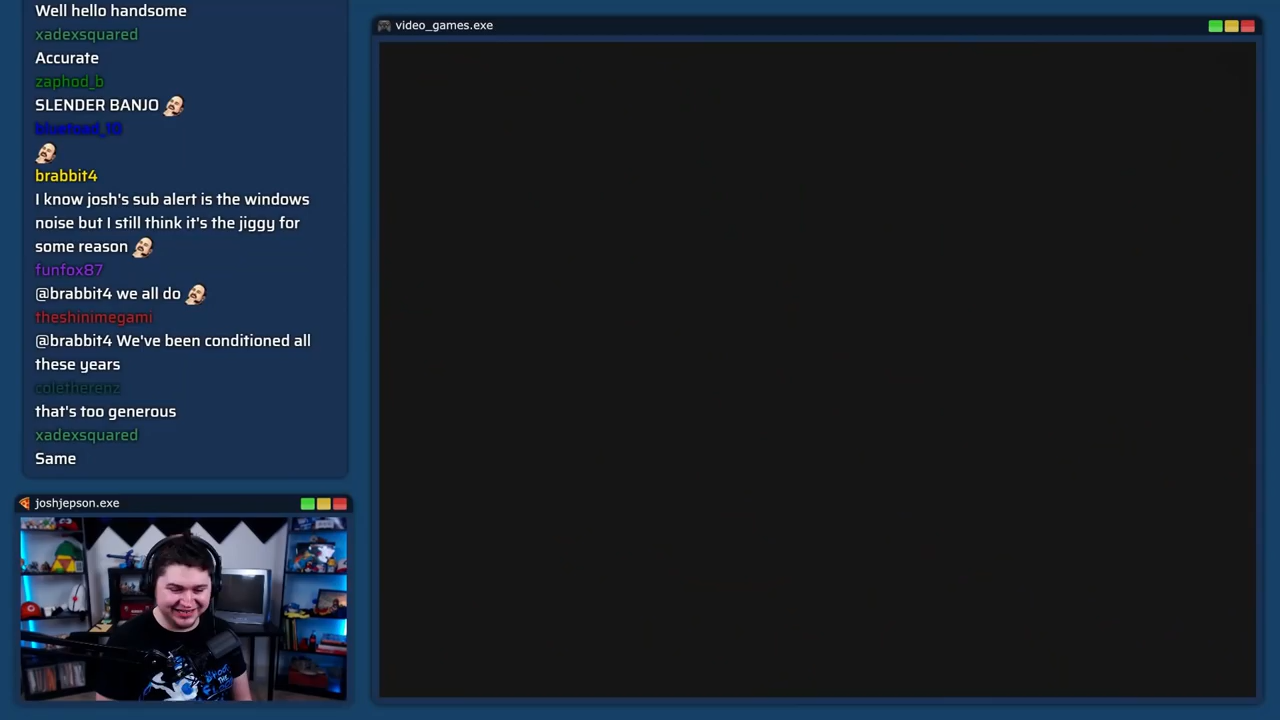 Well hello handsome
xadexsquared
Accurate
zaphod_b
SLENDER BANJO
brabbit4
I know josh's sub alert is the windows
noise but I still think it's the jiggy for
some reason
funfox87
@brabbit4 we all do
theshinimegami
@brabbit4 We've been conditioned all
these years
coletherenz
that's too generous
xadexsquared
Same
video_games.exe
joshjepson.exe